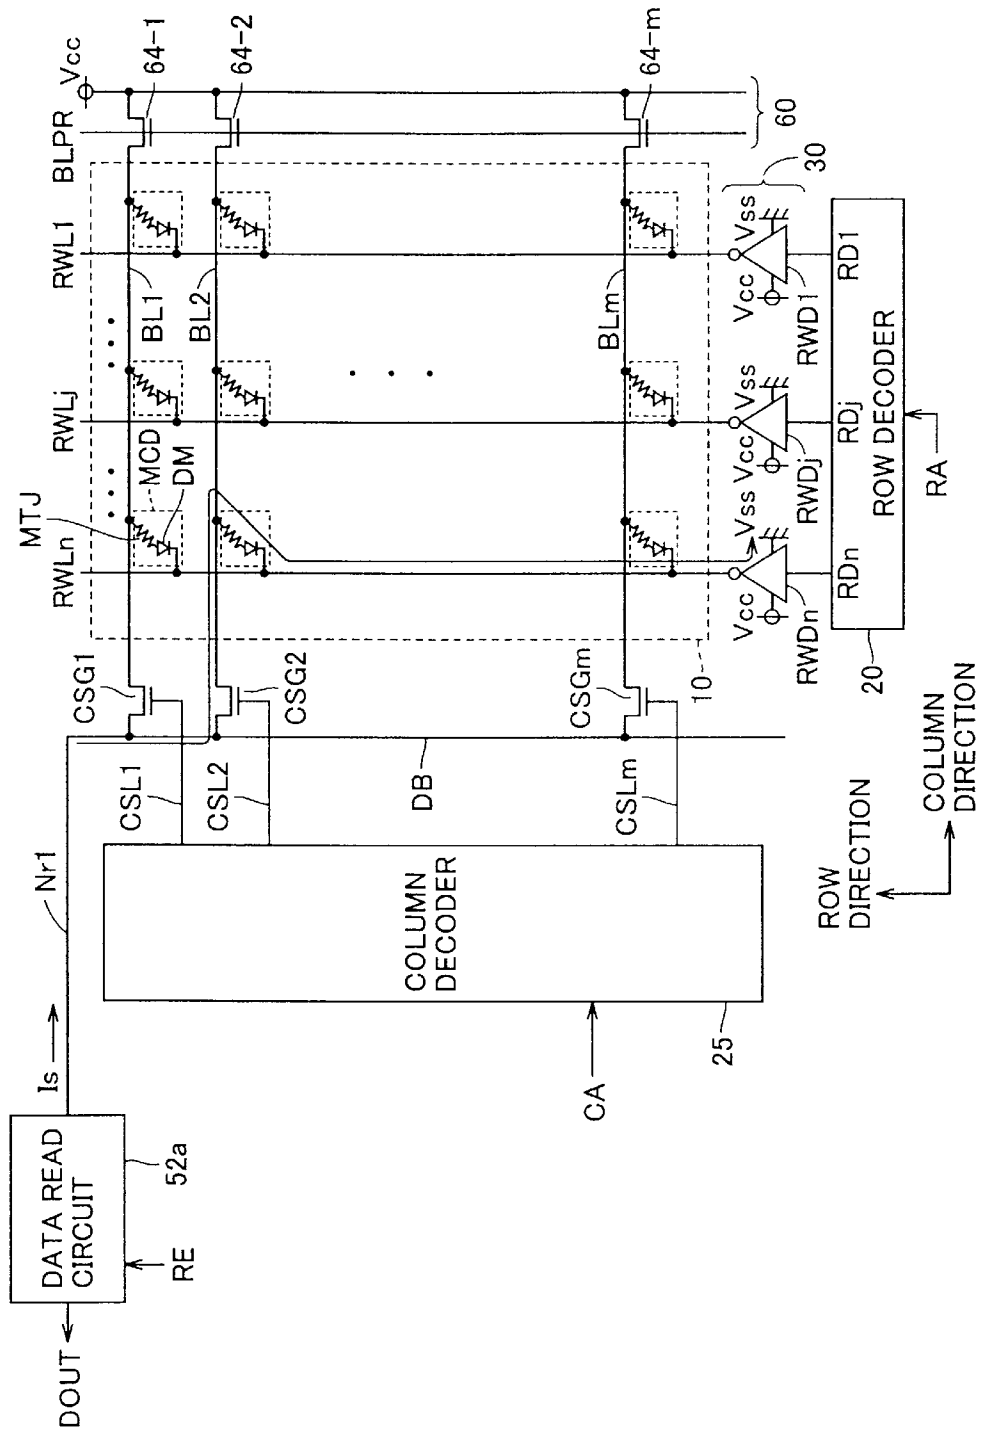 DOUT
DATA READ
CIRCUIT
RE
52a
Is
Nr1
CA
COLUMN
DECODER
25
CSL1
CSL2
CSLm
DB
CSG1
CSG2
CSGm
10
ROW
DIRECTION
COLUMN
DIRECTION
RWLn
MTJ
MCD
DM
RWLj
RWL1
BLPR
Vcc
BL1
BL2
BLm
64-1
64-2
64-m
60
30
Vcc
Vss
RWDn
Vcc
Vss
RWDj
Vcc
Vss
RWD1
RDn
RDj
RD1
ROW DECODER
20
RA